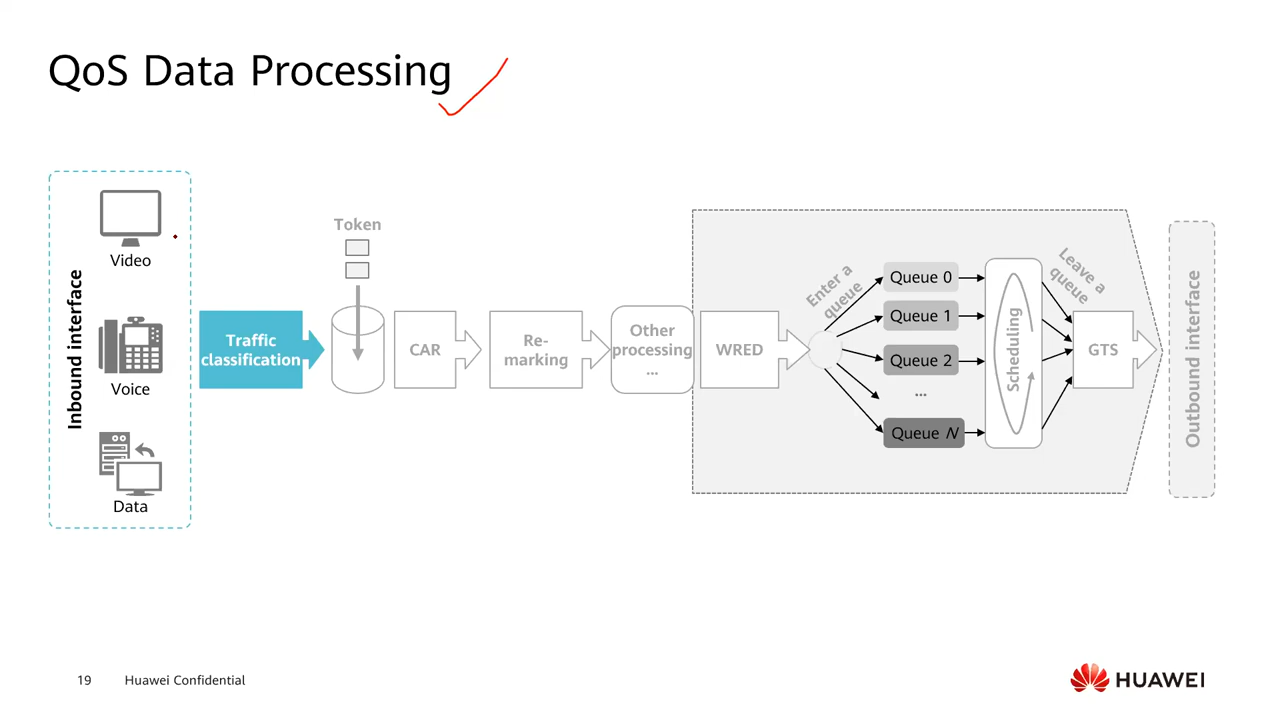 QoS Data Processing
Inbound interface
Video
Voice
Data
Traffic
classification
Token
CAR
Re-
marking
Other
processing
...
WRED
Enter a
queue
Queue 0
Queue 1
Queue 2
...
Queue N
Scheduling
Leave a
queue
GTS
Outbound interface
19
Huawei Confidential
HUAWEI